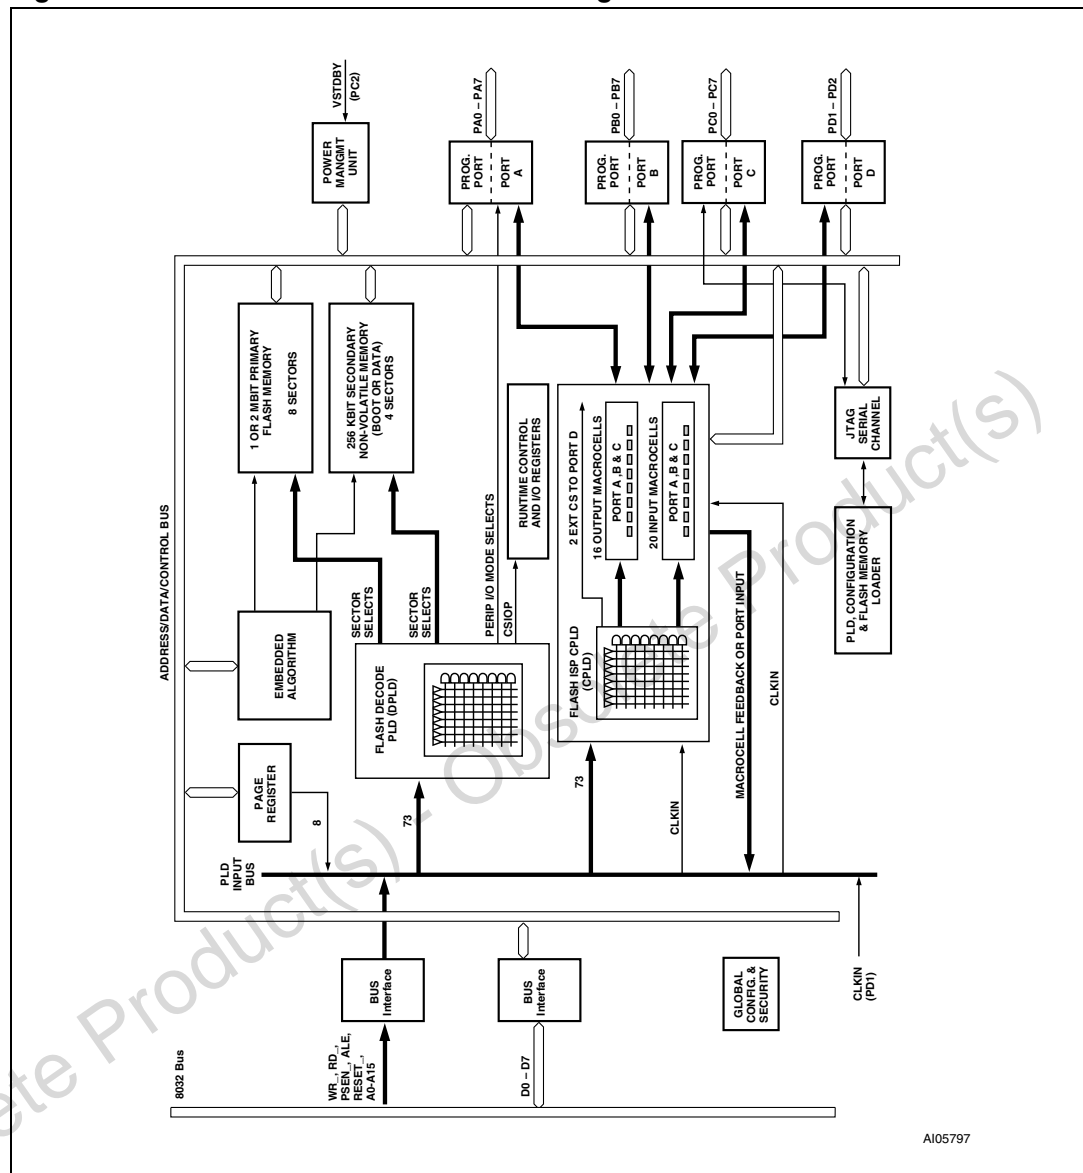 VSTDBY
(PC2)
PA0 – PA7
PB0 – PB7
PC0 – PC7
PD1 – PD2
POWER
MANGMT
UNIT
PROG.
PORT
PORT
A
PROG.
PORT
PORT
B
PROG.
PORT
PORT
C
PROG.
PORT
PORT
D
ADDRESS/DATA/CONTROL BUS
1 OR 2 MBIT PRIMARY
FLASH MEMORY
8 SECTORS
256 KBIT SECONDARY
NON-VOLATILE MEMORY
(BOOT OR DATA)
4 SECTORS
RUNTIME CONTROL
AND I/O REGISTERS
PERIP I/O MODE SELECTS
CSIOP
2 EXT CS TO PORT D
16 OUTPUT MACROCELLS
PORT A ,B & C
20 INPUT MACROCELLS
PORT A ,B & C
JTAG
SERIAL
CHANNEL
PLD, CONFIGURATION
& FLASH MEMORY
LOADER
EMBEDDED
ALGORITHM
SECTOR
SELECTS
SECTOR
SELECTS
FLASH DECODE
PLD (DPLD)
FLASH ISP CPLD
(CPLD)
MACROCELL FEEDBACK OR PORT INPUT
CLKIN
PAGE
REGISTER
8
73
73
CLKIN
PLD
INPUT
BUS
BUS
Interface
BUS
Interface
GLOBAL
CONFIG. &
SECURITY
CLKIN
(PD1)
8032 Bus
WR_, RD_,
PSEN_, ALE,
RESET_,
A0-A15
D0 – D7
AI05797
ete Product(s) - Obsolete Product(s)